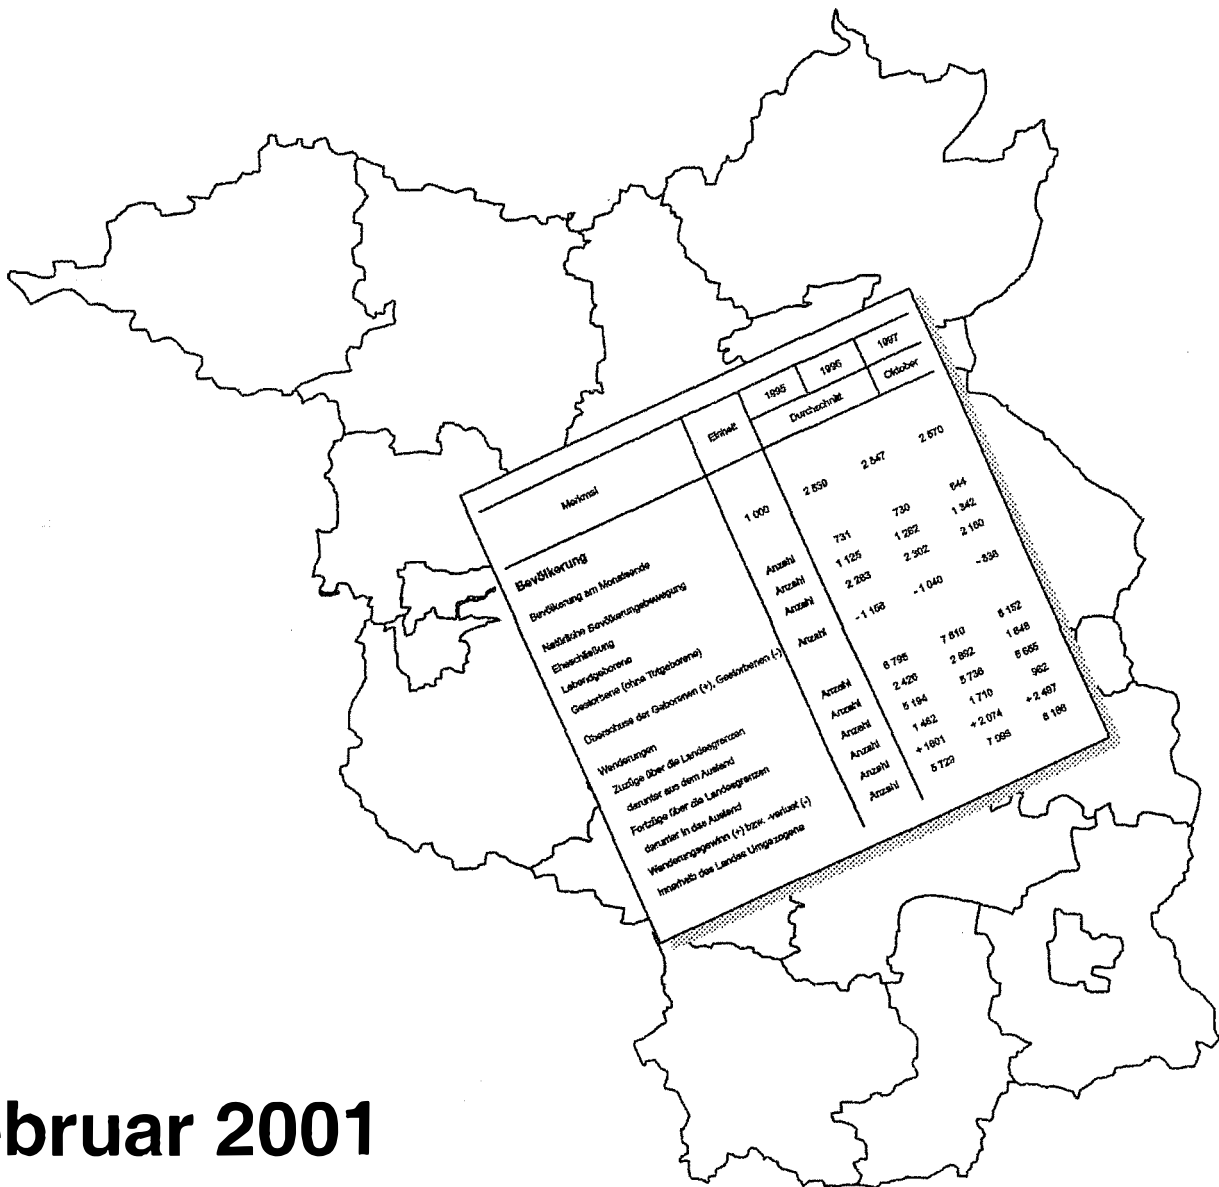 Merkmal Einheit 1995 1996 1997
Durchschnitt Oktober
Bevölkerung
Bevölkerung am Monatsende 1 000 2 539 2 547 2 570
Natürliche Bevölkerungsbewegung
Eheschließung Anzahl 731 730 644
Lebendgeborene Anzahl 1 125 1 262 1 342
Gestorbene (ohne Totgeborene) Anzahl 2 283 2 302 2 180
Überschuss der Geborenen (+), Gestorbenen (-) Anzahl -1 158 -1 040 -838
Wanderungen
Zuzüge über die Landesgrenzen Anzahl 6 795 7 810 8 152
darunter aus dem Ausland Anzahl 2 426 2 892 1 848
Fortzüge über die Landesgrenzen Anzahl 5 194 5 736 5 665
darunter in das Ausland Anzahl 1 462 1 710 962
Wanderungsgewinn (+) bzw. -verlust (-) Anzahl +1601 +2 074 +2 487
Innerhalb des Landes Umgezogene Anzahl 5 729 7 998 8 186
bruar 2001